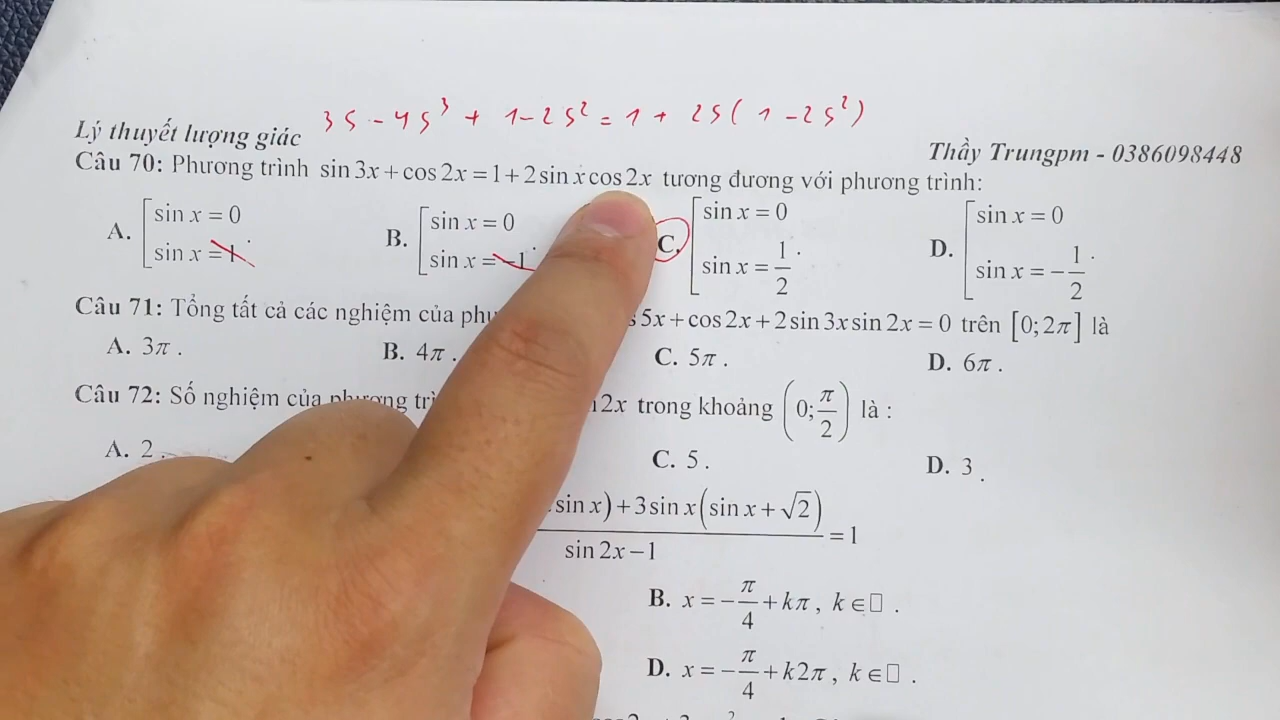 3s - 4s³ + 1 - 2s² = 1 + 2s(1 - 2s²)
Lý thuyết lượng giác
Thầy Trungpm - 0386098448
Câu 70: Phương trình sin 3x + cos 2x = 1 + 2 sin x cos 2x tương đương với phương trình:
A. [sin x = 0 B. [sin x = 0 C. [sin x = 0 D. [sin x = 0
sin x = 1. sin x = -1. sin x = 1/2. sin x = -1/2.
Câu 71: Tổng tất cả các nghiệm của 5x + cos 2x + 2 sin 3x sin 2x = 0 trên [0; 2π] là
A. 3π. B. 4π. C. 5π. D. 6π.
Câu 72: Số nghiệm của phương 2x trong khoảng (0; π/2) là :
A. 2. C. 5. D. 3.
sin x) + 3 sin x (sin x + √2)
= 1
sin 2x - 1
B. x = -π/4 + kπ, k ∈ □.
D. x = -π/4 + k2π, k ∈ □.